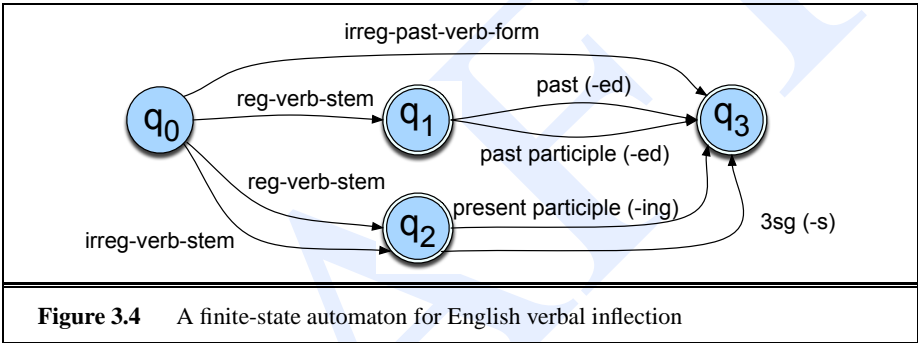 irreg-past-verb-form
past (-ed)
reg-verb-stem
q0
q1
q3
past participle (-ed)
reg-verb-stem
present participle (-ing)
q2
3sg (-s)
irreg-verb-stem
Figure 3.4 A finite-state automaton for English verbal inflection